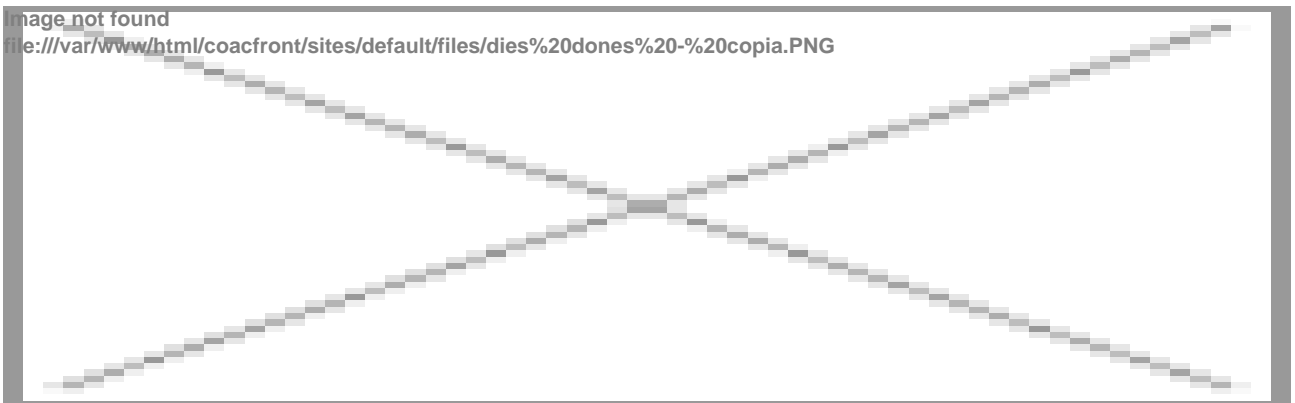 Image not found
file:///var/www/html/coacfront/sites/default/files/dies%20dones%20-%20copia.PNG